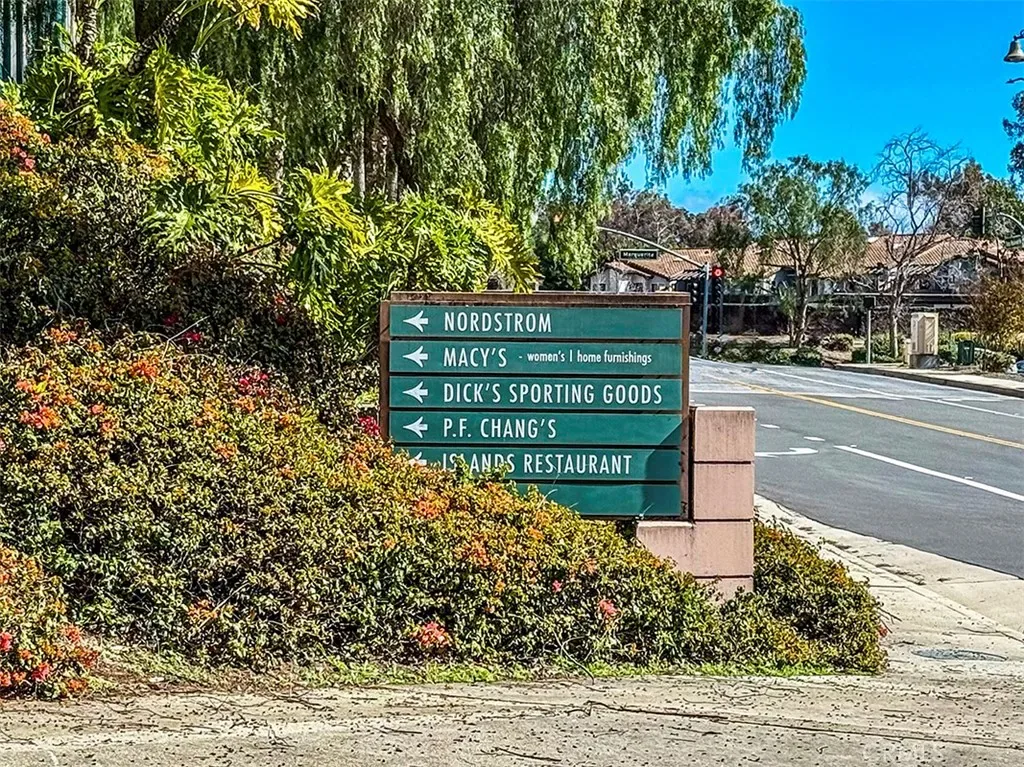 Marguerite
NORDSTROM
MACY'S - women's | home furnishings
DICK'S SPORTING GOODS
P.F. CHANG'S
ISLANDS RESTAURANT